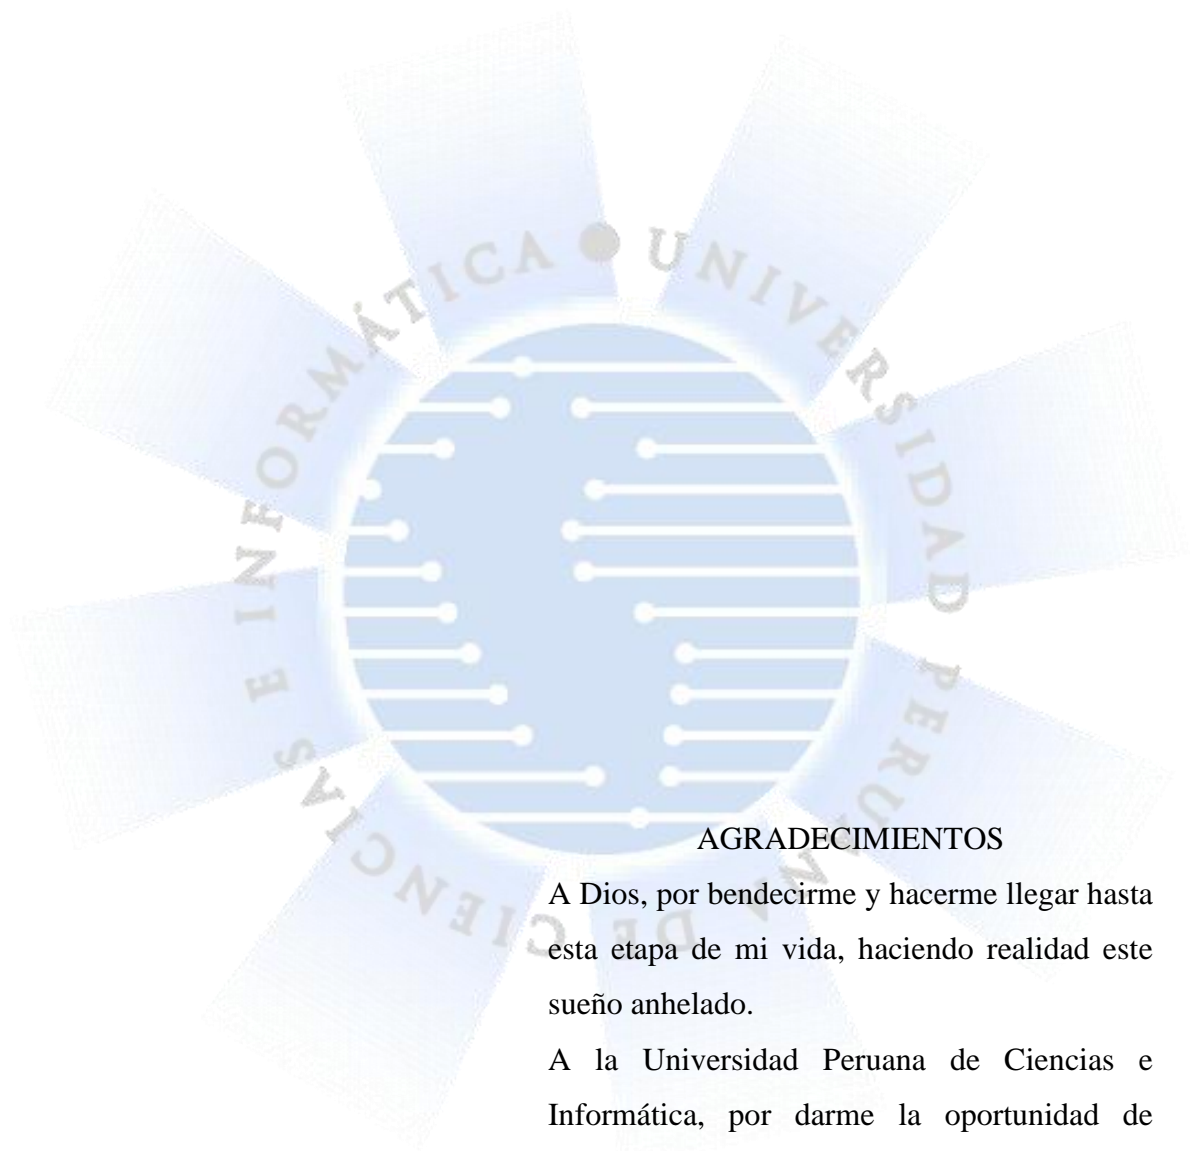 UNIVERSIDAD PERUANA DE CIENCIAS E INFORMÁTICA
AGRADECIMIENTOS
A Dios, por bendecirme y hacerme llegar hasta
esta etapa de mi vida, haciendo realidad este
sueño anhelado.
A la Universidad Peruana de Ciencias e
Informática, por darme la oportunidad de